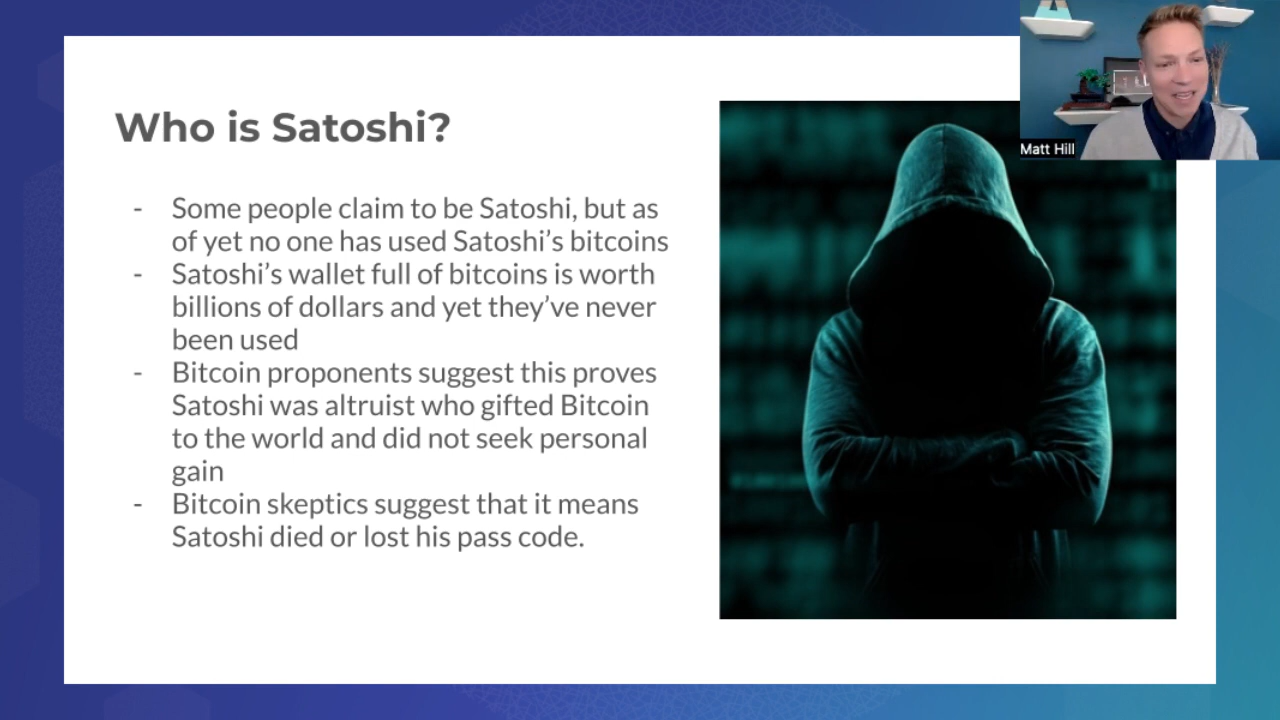 Who is Satoshi?
- Some people claim to be Satoshi, but as
of yet no one has used Satoshi’s bitcoins
- Satoshi’s wallet full of bitcoins is worth
billions of dollars and yet they’ve never
been used
- Bitcoin proponents suggest this proves
Satoshi was altruist who gifted Bitcoin
to the world and did not seek personal
gain
- Bitcoin skeptics suggest that it means
Satoshi died or lost his pass code.
Matt Hill